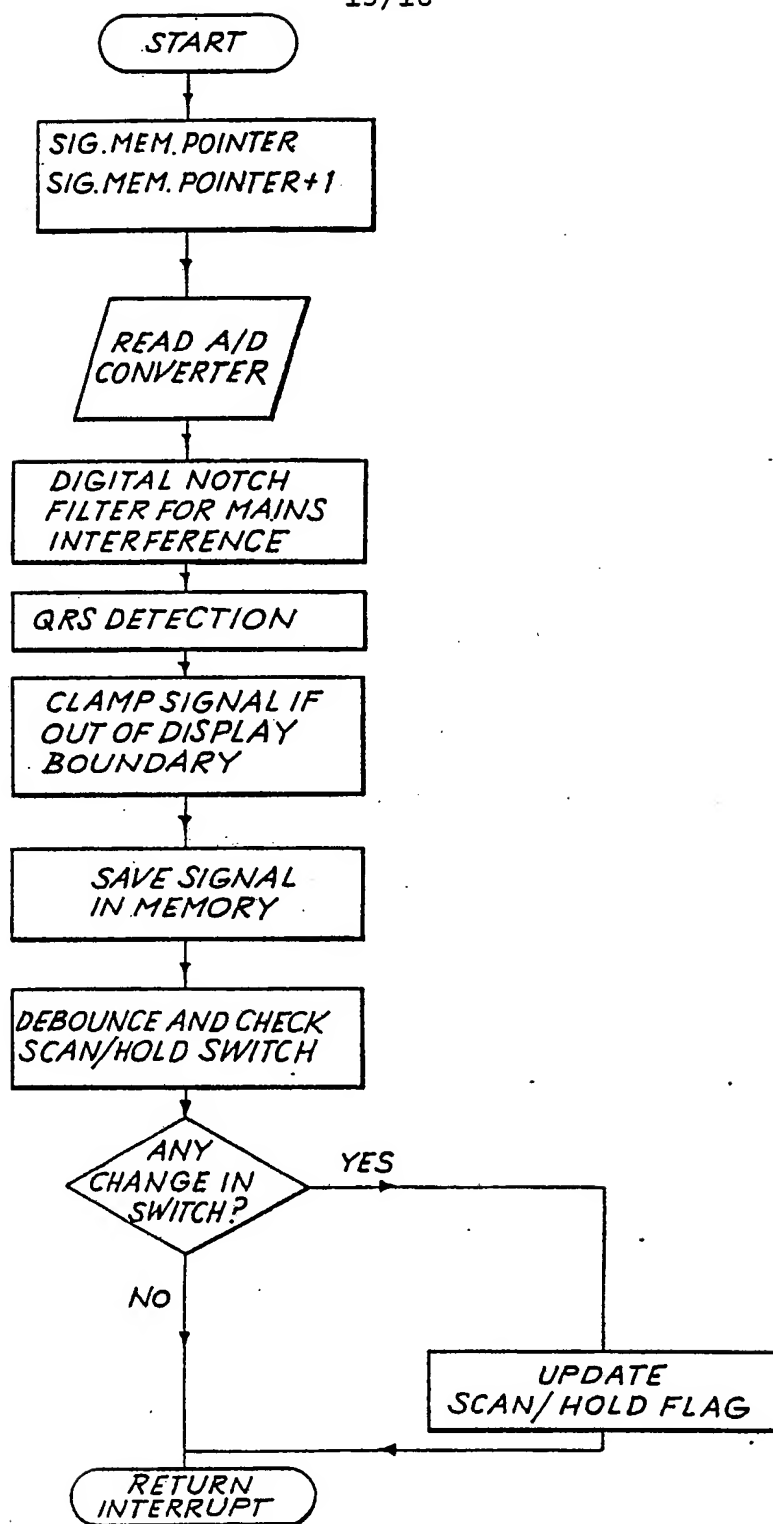 START
SIG.MEM.POINTER
SIG.MEM.POINTER+1
READ A/D
CONVERTER
DIGITAL NOTCH
FILTER FOR MAINS
INTERFERENCE
QRS DETECTION
CLAMP SIGNAL IF
OUT OF DISPLAY
BOUNDARY
SAVE SIGNAL
IN MEMORY
DEBOUNCE AND CHECK
SCAN/HOLD SWITCH
ANY
CHANGE IN
SWITCH?
YES
NO
UPDATE
SCAN/HOLD FLAG
RETURN
INTERRUPT